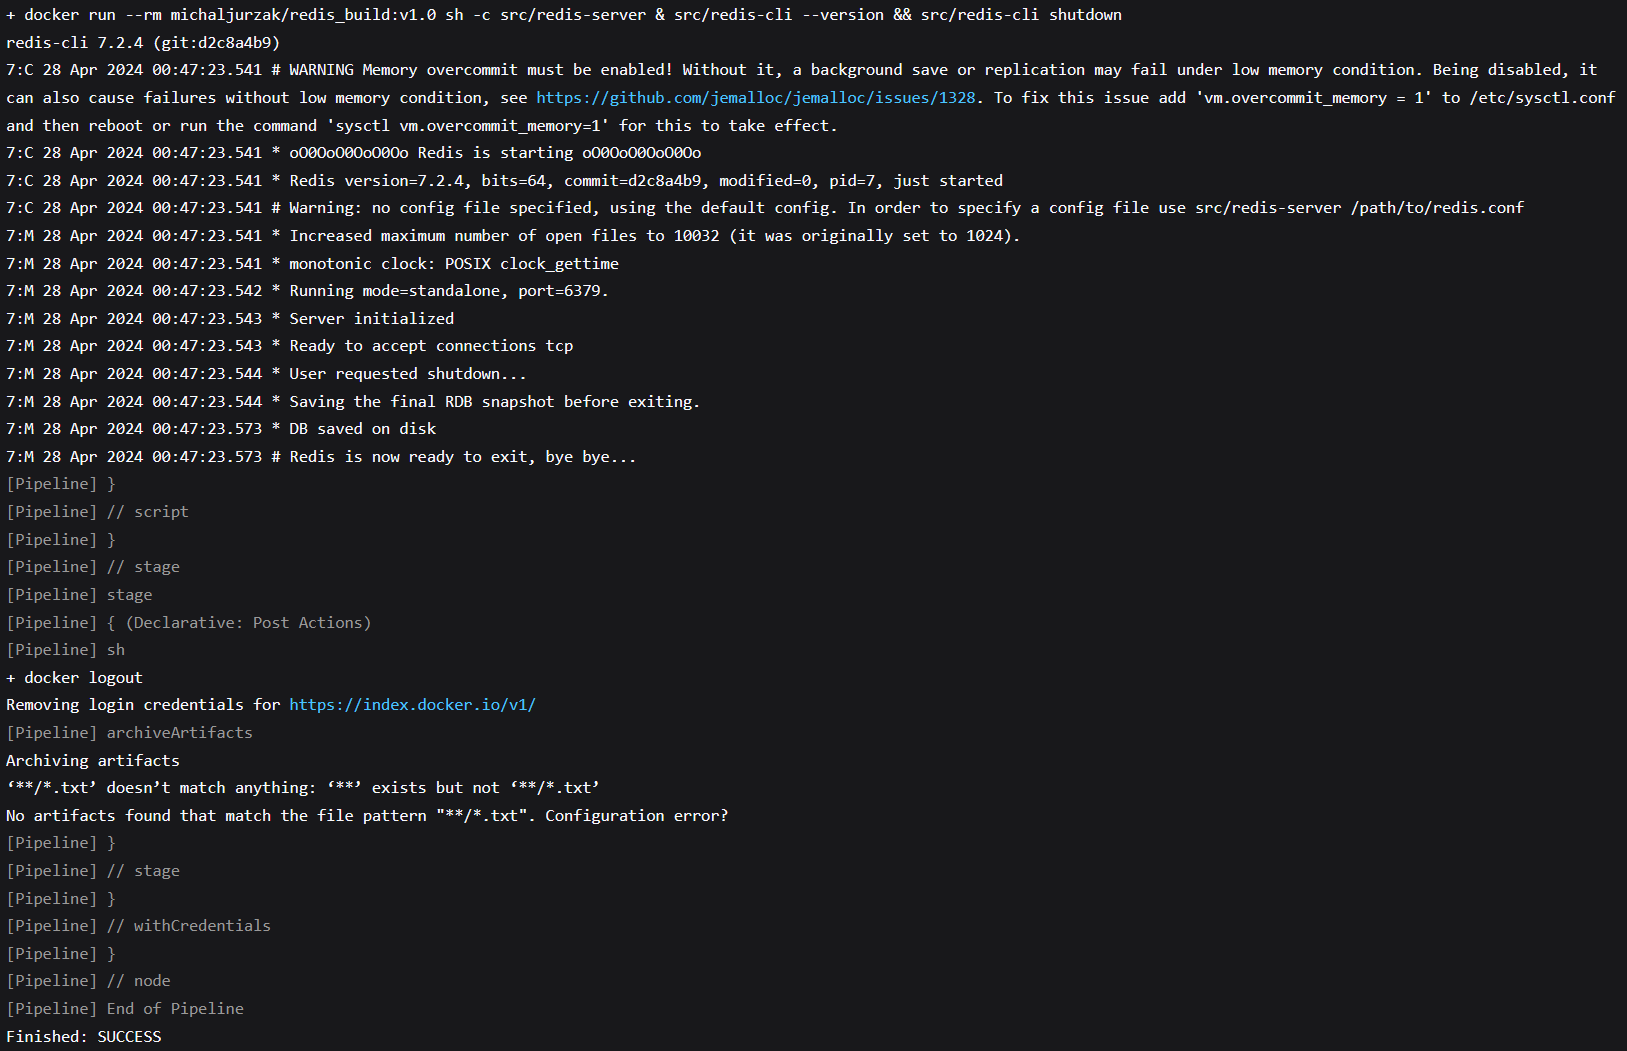 + docker run --rm michaljurzak/redis_build:v1.0 sh -c src/redis-server & src/redis-cli --version && src/redis-cli shutdown
redis-cli 7.2.4 (git:d2c8a4b9)
7:C 28 Apr 2024 00:47:23.541 # WARNING Memory overcommit must be enabled! Without it, a background save or replication may fail under low memory condition. Being disabled, it
can also cause failures without low memory condition, see https://github.com/jemalloc/jemalloc/issues/1328. To fix this issue add 'vm.overcommit_memory = 1' to /etc/sysctl.conf
and then reboot or run the command 'sysctl vm.overcommit_memory=1' for this to take effect.
7:C 28 Apr 2024 00:47:23.541 * oO0OoO0OoO0Oo Redis is starting oO0OoO0OoO0Oo
7:C 28 Apr 2024 00:47:23.541 * Redis version=7.2.4, bits=64, commit=d2c8a4b9, modified=0, pid=7, just started
7:C 28 Apr 2024 00:47:23.541 # Warning: no config file specified, using the default config. In order to specify a config file use src/redis-server /path/to/redis.conf
7:M 28 Apr 2024 00:47:23.541 * Increased maximum number of open files to 10032 (it was originally set to 1024).
7:M 28 Apr 2024 00:47:23.541 * monotonic clock: POSIX clock_gettime
7:M 28 Apr 2024 00:47:23.542 * Running mode=standalone, port=6379.
7:M 28 Apr 2024 00:47:23.543 * Server initialized
7:M 28 Apr 2024 00:47:23.543 * Ready to accept connections tcp
7:M 28 Apr 2024 00:47:23.544 * User requested shutdown...
7:M 28 Apr 2024 00:47:23.544 * Saving the final RDB snapshot before exiting.
7:M 28 Apr 2024 00:47:23.573 * DB saved on disk
7:M 28 Apr 2024 00:47:23.573 # Redis is now ready to exit, bye bye...
[Pipeline] }
[Pipeline] // script
[Pipeline] }
[Pipeline] // stage
[Pipeline] stage
[Pipeline] { (Declarative: Post Actions)
[Pipeline] sh
+ docker logout
Removing login credentials for https://index.docker.io/v1/
[Pipeline] archiveArtifacts
Archiving artifacts
‘**/*.txt’ doesn’t match anything: ‘**’ exists but not ‘**/*.txt’
No artifacts found that match the file pattern "**/*.txt". Configuration error?
[Pipeline] }
[Pipeline] // stage
[Pipeline] }
[Pipeline] // withCredentials
[Pipeline] }
[Pipeline] // node
[Pipeline] End of Pipeline
Finished: SUCCESS